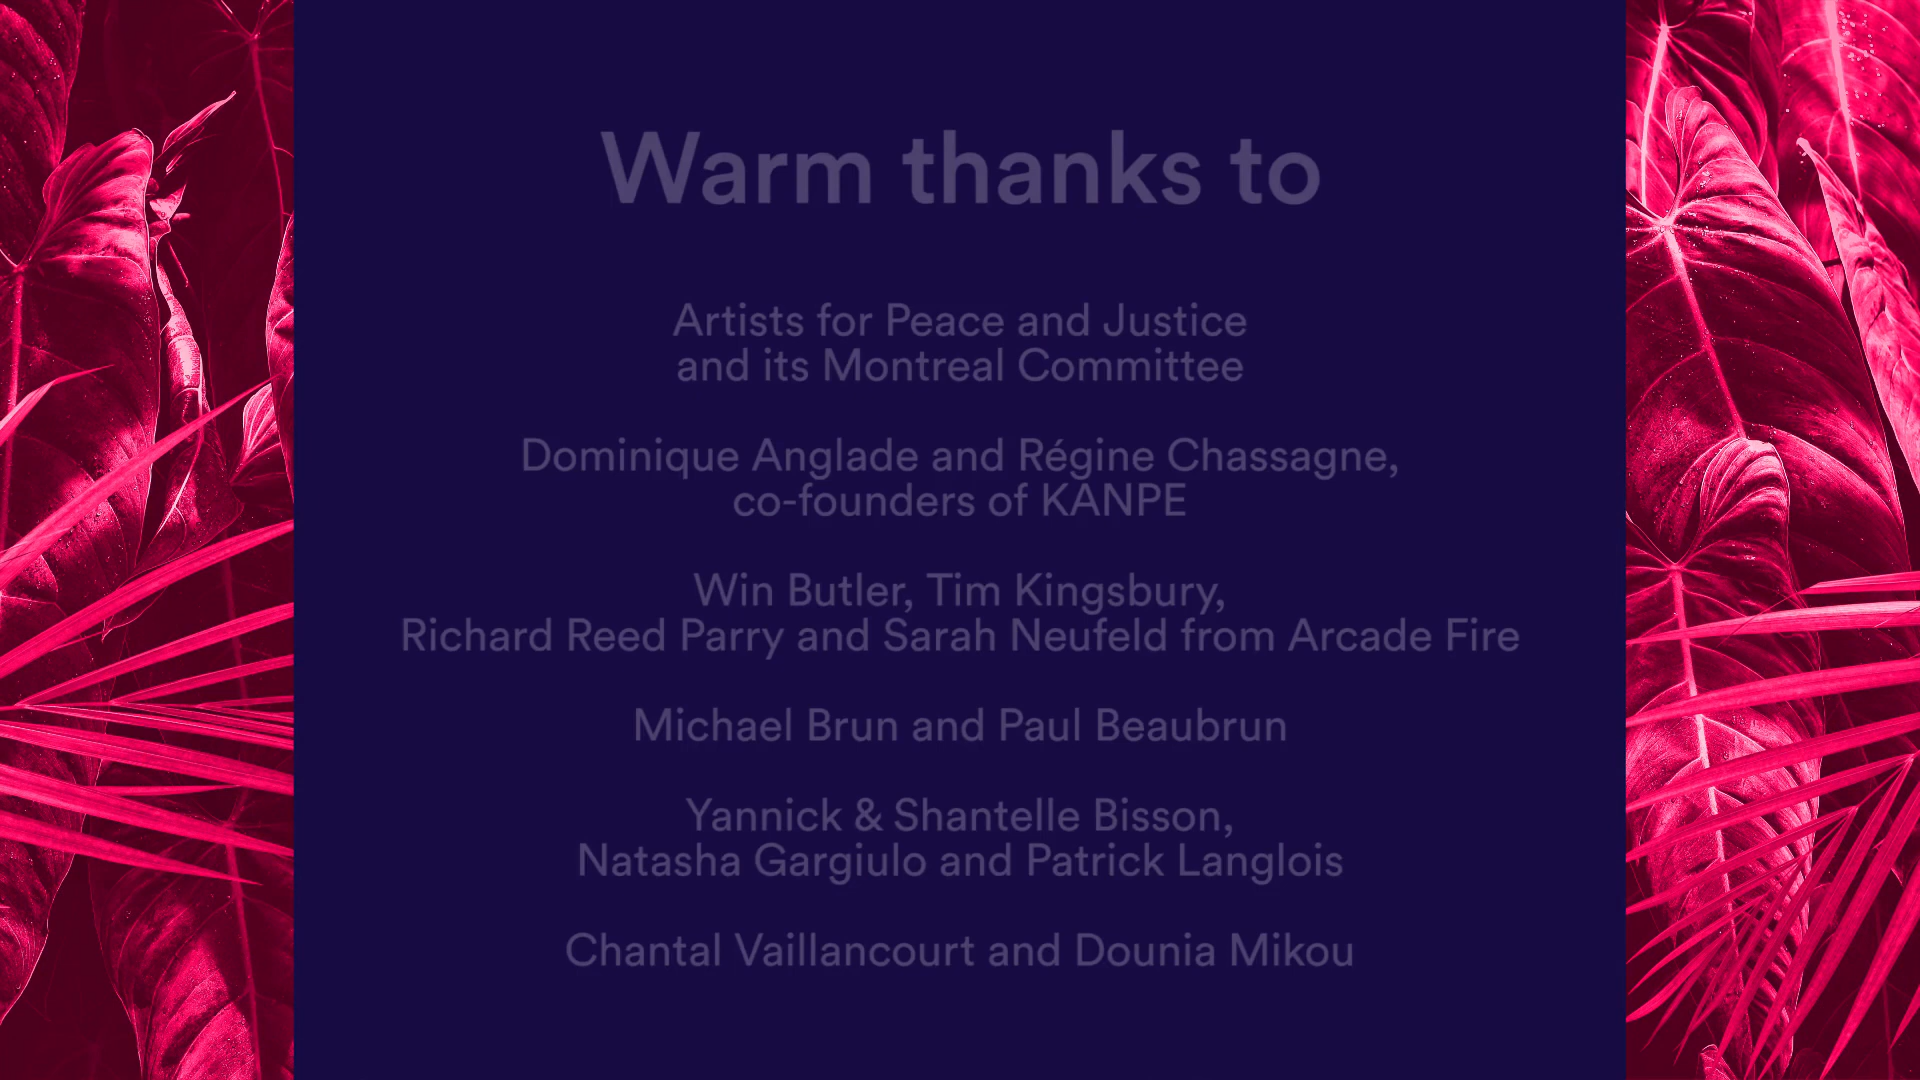 Warm thanks to
Artists for Peace and Justice
and its Montreal Committee
Dominique Anglade and Régine Chassagne,
co-founders of KANPE
Win Butler, Tim Kingsbury,
Richard Reed Parry and Sarah Neufeld from Arcade Fire
Michael Brun and Paul Beaubrun
Yannick & Shantelle Bisson,
Natasha Gargiulo and Patrick Langlois
Chantal Vaillancourt and Dounia Mikou